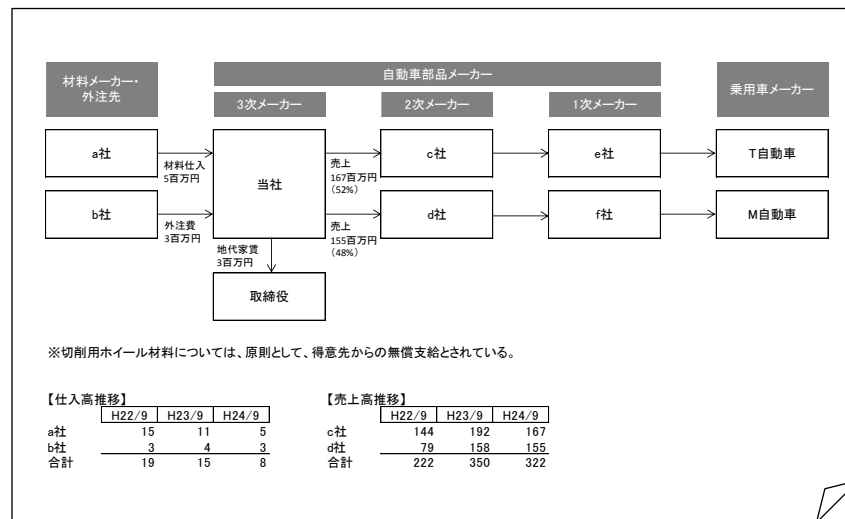 材料メーカー・
外注先
自動車部品メーカー
乗用車メーカー
3次メーカー
2次メーカー
1次メーカー
a社
材料仕入
5百万円
当社
売上
167百万円
(52%)
c社
e社
T自動車
b社
外注費
3百万円
売上
155百万円
(48%)
d社
f社
M自動車
地代家賃
3百万円
取締役
※切削用ホイール材料については、原則として、得意先からの無償支給とされている。
【仕入高推移】
H22/9 H23/9 H24/9
a社 15 11 5
b社 3 4 3
合計 19 15 8
【売上高推移】
H22/9 H23/9 H24/9
c社 144 192 167
d社 79 158 155
合計 222 350 322